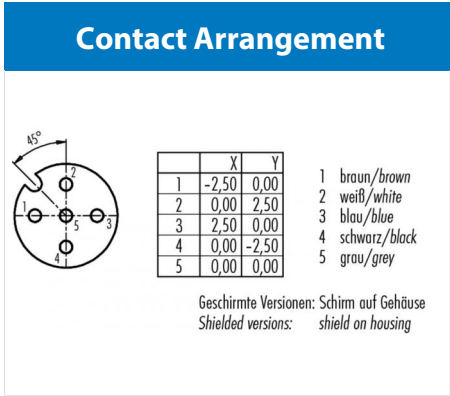 Contact Arrangement
45°
2
1
3
5
4
X Y
1 -2,50 0,00
2 0,00 2,50
3 2,50 0,00
4 0,00 -2,50
5 0,00 0,00
1 braun/brown
2 weiß/white
3 blau/blue
4 schwarz/black
5 grau/grey
Geschirmte Versionen: Schirm auf Gehäuse
Shielded versions: shield on housing